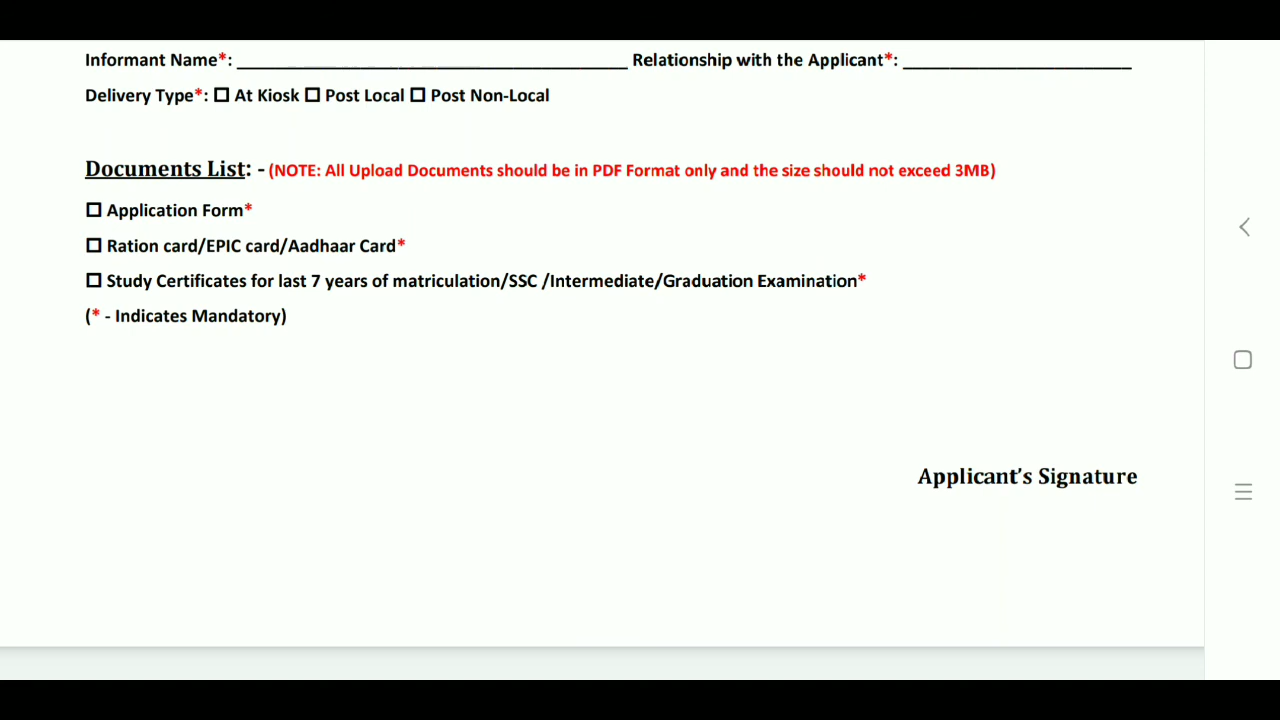 Informant Name*: ______________________________________________ Relationship with the Applicant*: ___________________________
Delivery Type*: ☐ At Kiosk ☐ Post Local ☐ Post Non-Local
Documents List: - (NOTE: All Upload Documents should be in PDF Format only and the size should not exceed 3MB)
☐ Application Form*
☐ Ration card/EPIC card/Aadhaar Card*
☐ Study Certificates for last 7 years of matriculation/SSC /Intermediate/Graduation Examination*
(* - Indicates Mandatory)
Applicant’s Signature